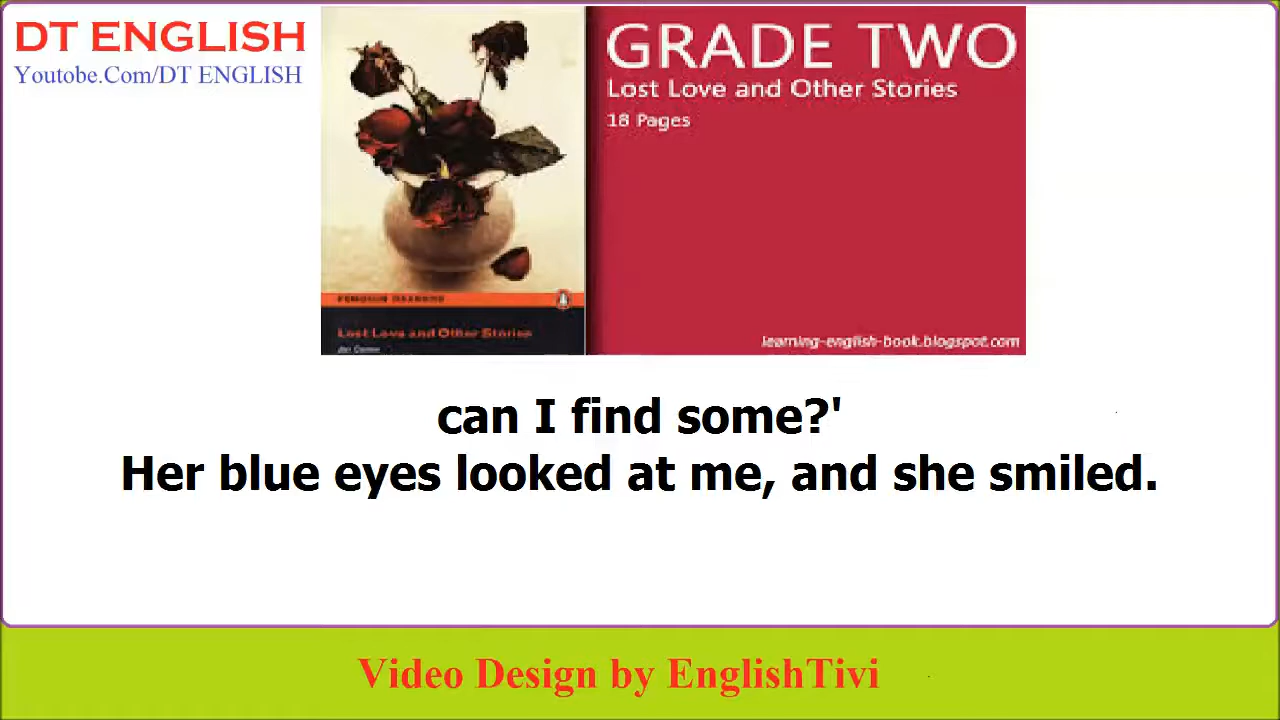 DT ENGLISH
Youtobe.Com/DT ENGLISH
GRADE TWO
Lost Love and Other Stories
18 Pages
PENGUIN READERS
Lost Love and Other Stories
learning-english-book.blogspot.com
can I find some?'
Her blue eyes looked at me, and she smiled.
Video Design by EnglishTivi